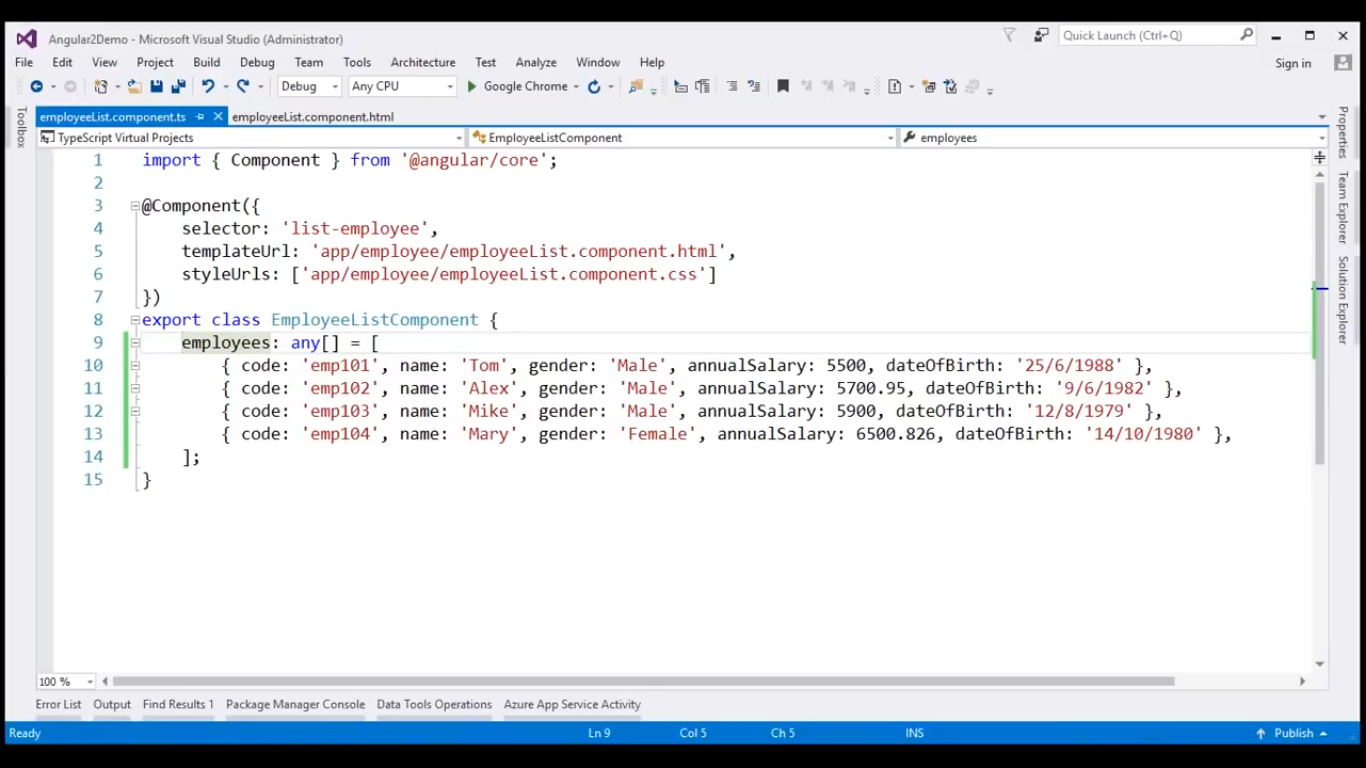 Angular2Demo - Microsoft Visual Studio (Administrator)
Quick Launch (Ctrl+Q)
File Edit View Project Build Debug Team Tools Architecture Test Analyze Window Help
Sign in
Debug Any CPU Google Chrome
Toolbox
employeeList.component.ts employeeList.component.html
TypeScript Virtual Projects EmployeeListComponent employees
1 import { Component } from '@angular/core';
2
3 @Component({
4 selector: 'list-employee',
5 templateUrl: 'app/employee/employeeList.component.html',
6 styleUrls: ['app/employee/employeeList.component.css']
7 })
8 export class EmployeeListComponent {
9 employees: any[] = [
10 { code: 'emp101', name: 'Tom', gender: 'Male', annualSalary: 5500, dateOfBirth: '25/6/1988' },
11 { code: 'emp102', name: 'Alex', gender: 'Male', annualSalary: 5700.95, dateOfBirth: '9/6/1982' },
12 { code: 'emp103', name: 'Mike', gender: 'Male', annualSalary: 5900, dateOfBirth: '12/8/1979' },
13 { code: 'emp104', name: 'Mary', gender: 'Female', annualSalary: 6500.826, dateOfBirth: '14/10/1980' },
14 ];
15 }
Properties
Team Explorer
Solution Explorer
100 %
Error List Output Find Results 1 Package Manager Console Data Tools Operations Azure App Service Activity
Ready Ln 9 Col 5 Ch 5 INS Publish